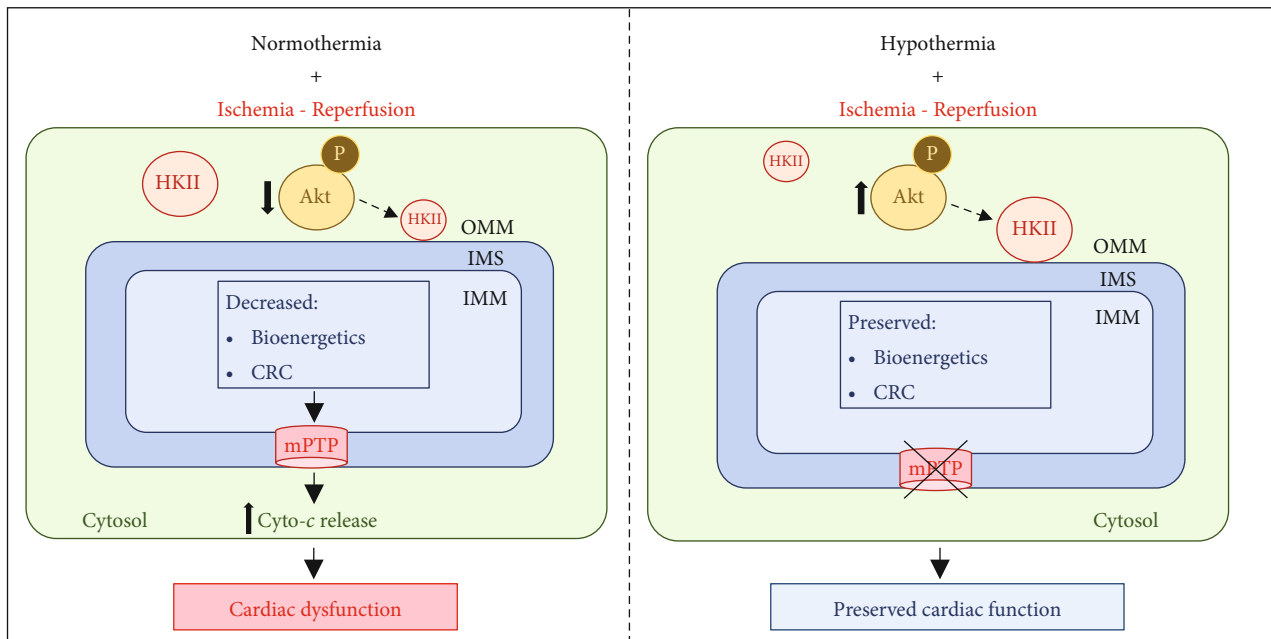 Normothermia
+
Ischemia - Reperfusion
P
HKII
Akt
HKII
OMM
IMS
IMM
Decreased:
• Bioenergetics
• CRC
mPTP
Cytosol
Cyto-c release
Cardiac dysfunction
Hypothermia
+
Ischemia - Reperfusion
P
HKII
Akt
HKII
OMM
IMS
IMM
Preserved:
• Bioenergetics
• CRC
mPTP
Cytosol
Preserved cardiac function